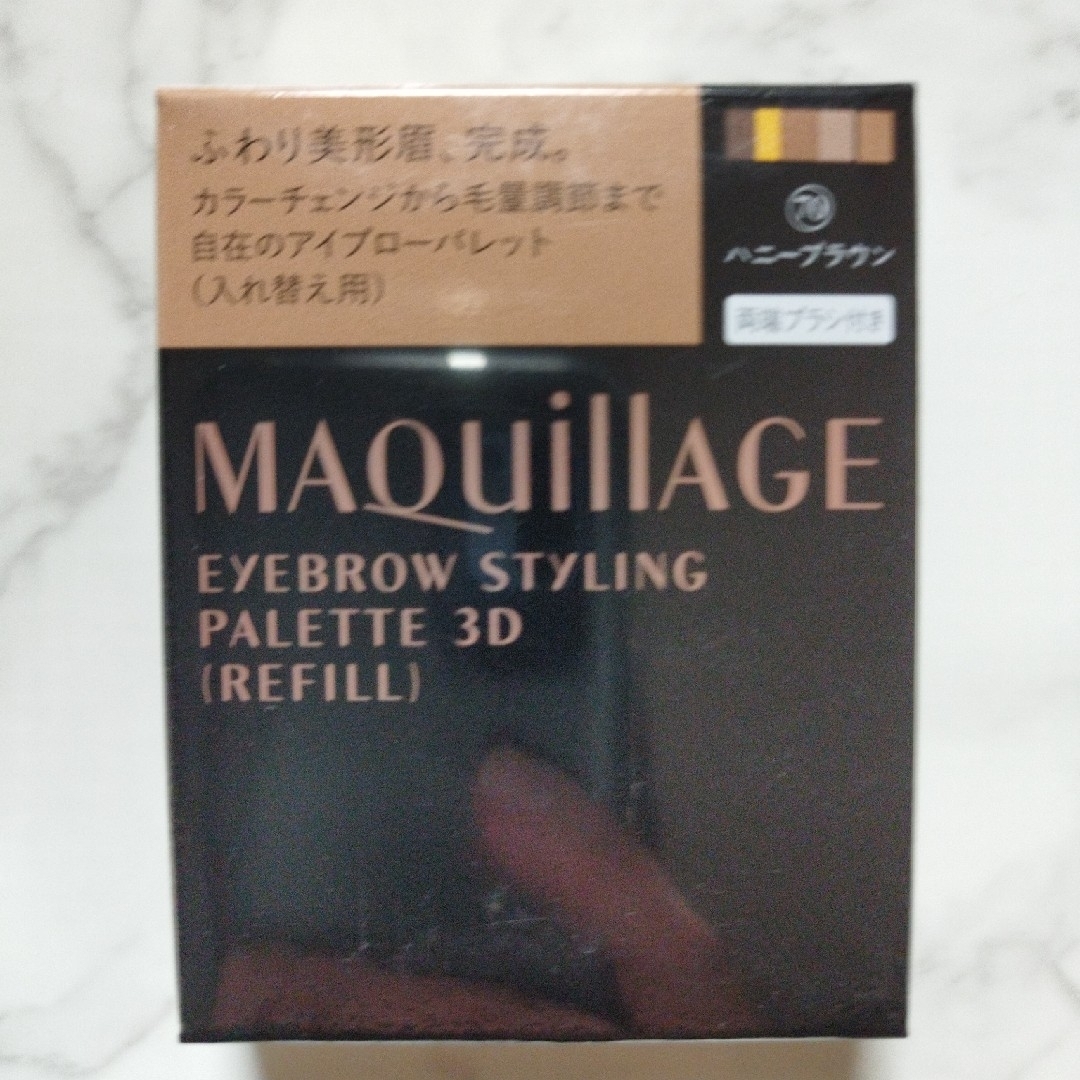 ふわり美形眉、完成。
カラーチェンジから毛量調節まで
自在のアイブローパレット
(入れ替え用)
70
ハニーブラウン
両端ブラシ付き
MAQuillAGE
EYEBROW STYLING
PALETTE 3D
(REFILL)